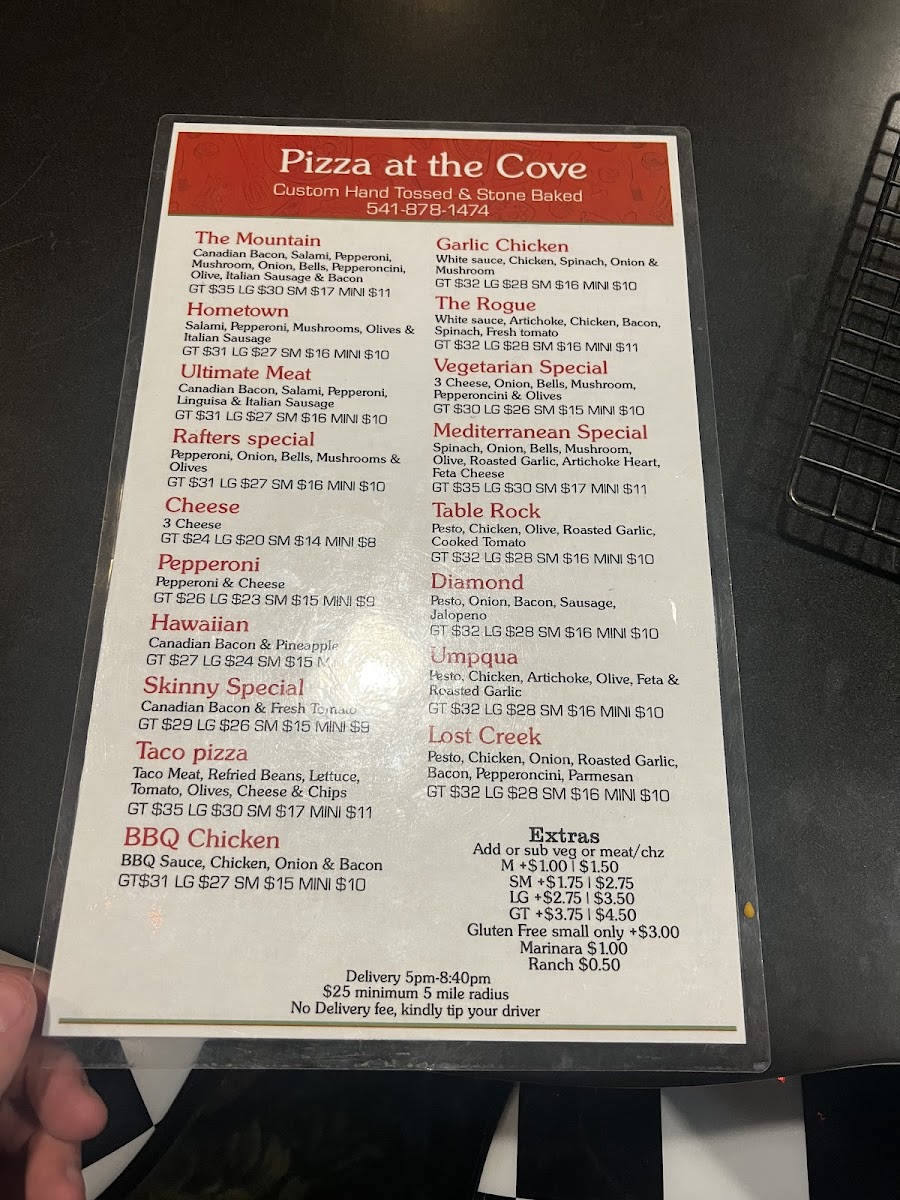 Pizza at the Cove
Custom Hand Tossed & Stone Baked
541-878-1474
The Mountain
Canadian Bacon, Salami, Pepperoni,
Mushroom, Onion, Bells, Pepperoncini,
Olive, Italian Sausage & Bacon
GT $35 LG $30 SM $17 MINI $11
Hometown
Salami, Pepperoni, Mushrooms, Olives &
Italian Sausage
GT $31 LG $27 SM $16 MINI $10
Ultimate Meat
Canadian Bacon, Salami, Pepperoni,
Linguisa & Italian Sausage
GT $31 LG $27 SM $16 MINI $10
Rafters special
Pepperoni, Onion, Bells, Mushrooms &
Olives
GT $31 LG $27 SM $16 MINI $10
Cheese
3 Cheese
GT $24 LG $20 SM $14 MINI $8
Pepperoni
Pepperoni & Cheese
GT $26 LG $23 SM $15 MINI $9
Hawaiian
Canadian Bacon & Pineapple
GT $27 LG $24 SM $15
Skinny Special
Canadian Bacon & Fresh Tomato
GT $29 LG $26 SM $15 MINI $9
Taco pizza
Taco Meat, Refried Beans, Lettuce,
Tomato, Olives, Cheese & Chips
GT $35 LG $30 SM $17 MINI $11
BBQ Chicken
BBQ Sauce, Chicken, Onion & Bacon
GT$31 LG $27 SM $15 MINI $10
Garlic Chicken
White sauce, Chicken, Spinach, Onion &
Mushroom
GT $32 LG $28 SM $16 MINI $10
The Rogue
White sauce, Artichoke, Chicken, Bacon,
Spinach, Fresh tomato
GT $32 LG $28 SM $16 MINI $11
Vegetarian Special
3 Cheese, Onion, Bells, Mushroom,
Pepperoncini & Olives
GT $30 LG $26 SM $15 MINI $10
Mediterranean Special
Spinach, Onion, Bells, Mushroom,
Olive, Roasted Garlic, Artichoke Heart,
Feta Cheese
GT $35 LG $30 SM $17 MINI $11
Table Rock
Pesto, Chicken, Olive, Roasted Garlic,
Cooked Tomato
GT $32 LG $28 SM $16 MINI $10
Diamond
Pesto, Onion, Bacon, Sausage,
Jalopeno
GT $32 LG $28 SM $16 MINI $10
Umpqua
Pesto, Chicken, Artichoke, Olive, Feta &
Roasted Garlic
GT $32 LG $28 SM $16 MINI $10
Lost Creek
Pesto, Chicken, Onion, Roasted Garlic,
Bacon, Pepperoncini, Parmesan
GT $32 LG $28 SM $16 MINI $10
Extras
Add or sub veg or meat/chz
M +$1.00 | $1.50
SM +$1.75 | $2.75
LG +$2.75 | $3.50
GT +$3.75 | $4.50
Gluten Free small only +$3.00
Marinara $1.00
Ranch $0.50
Delivery 5pm-8:40pm
$25 minimum 5 mile radius
No Delivery fee, kindly tip your driver